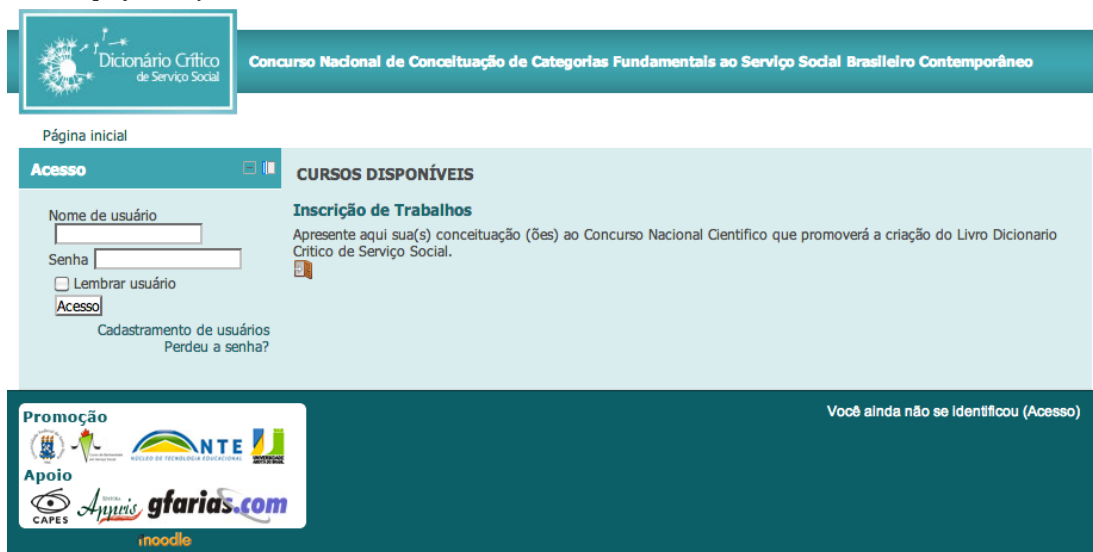 Dicionário Crítico
de Serviço Social
Concurso Nacional de Conceituação de Categorias Fundamentais ao Serviço Social Brasileiro Contemporâneo
Página inicial
Acesso
CURSOS DISPONÍVEIS
Inscrição de Trabalhos
Apresente aqui sua(s) conceituação (ões) ao Concurso Nacional Cientifico que promoverá a criação do Livro Dicionario
Critico de Serviço Social.
Nome de usuário
Senha
Lembrar usuário
Acesso
Cadastramento de usuários
Perdeu a senha?
Você ainda não se identificou (Acesso)
Promoção
NTE
NÚCLEO DE TECNOLOGIA EDUCACIONAL
Apoio
CAPES
EDITORA
Appris
gfarias.com
moodle